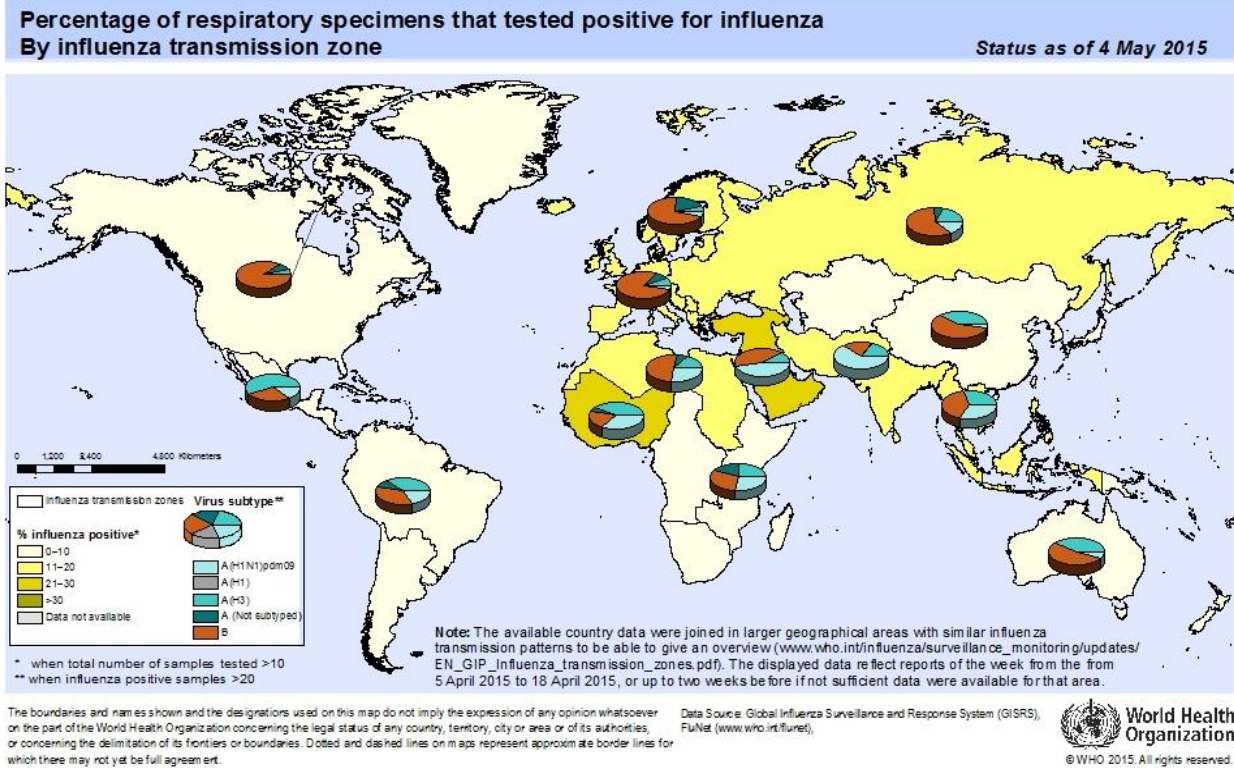 Percentage of respiratory specimens that tested positive for influenza
By influenza transmission zone
Status as of 4 May 2015
0 1,200 2,400 4,800 Kilometers
Influenza transmission zones
Virus subtype**
% influenza positive*
0–10
11–20
21–30
>30
Data not available
A(H1N1)pdm09
A(H1)
A(H3)
A (Not subtyped)
B
* when total number of samples tested >10
** when influenza positive samples >20
Note: The available country data were joined in larger geographical areas with similar influenza
transmission patterns to be able to give an overview (www.who.int/influenza/surveillance_monitoring/updates/
EN_GIP_Influenza_transmission_zones.pdf). The displayed data reflect reports of the week from the from
5 April 2015 to 18 April 2015, or up to two weeks before if not sufficient data were available for that area.
The boundaries and names shown and the designations used on this map do not imply the expression of any opinion whatsoever
on the part of the World Health Organization concerning the legal status of any country, territory, city or area or of its authorities,
or concerning the delimitation of its frontiers or boundaries. Dotted and dashed lines on maps represent approximate border lines for
which there may not yet be full agreement.
Data Source: Global Influenza Surveillance and Response System (GISRS),
FluNet (www.who.int/flunet),
World Health
Organization
© WHO 2015. All rights reserved.